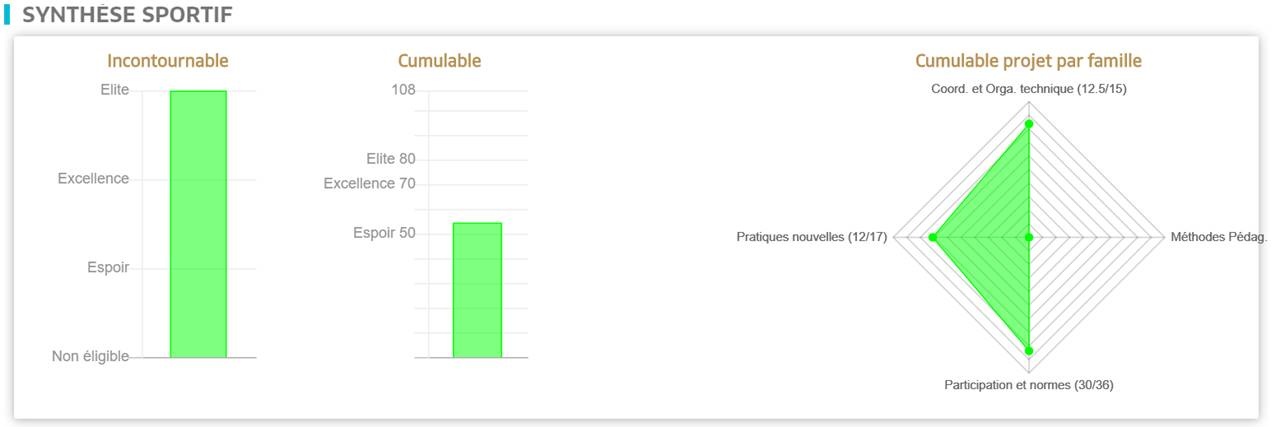 SYNTHÈSE SPORTIF
Incontournable
Elite
Excellence
Espoir
Non éligible
Cumulable
108
Elite 80
Excellence 70
Espoir 50
Cumulable projet par famille
Coord. et Orga. technique (12.5/15)
Pratiques nouvelles (12/17)
Méthodes Pédag.
Participation et normes (30/36)